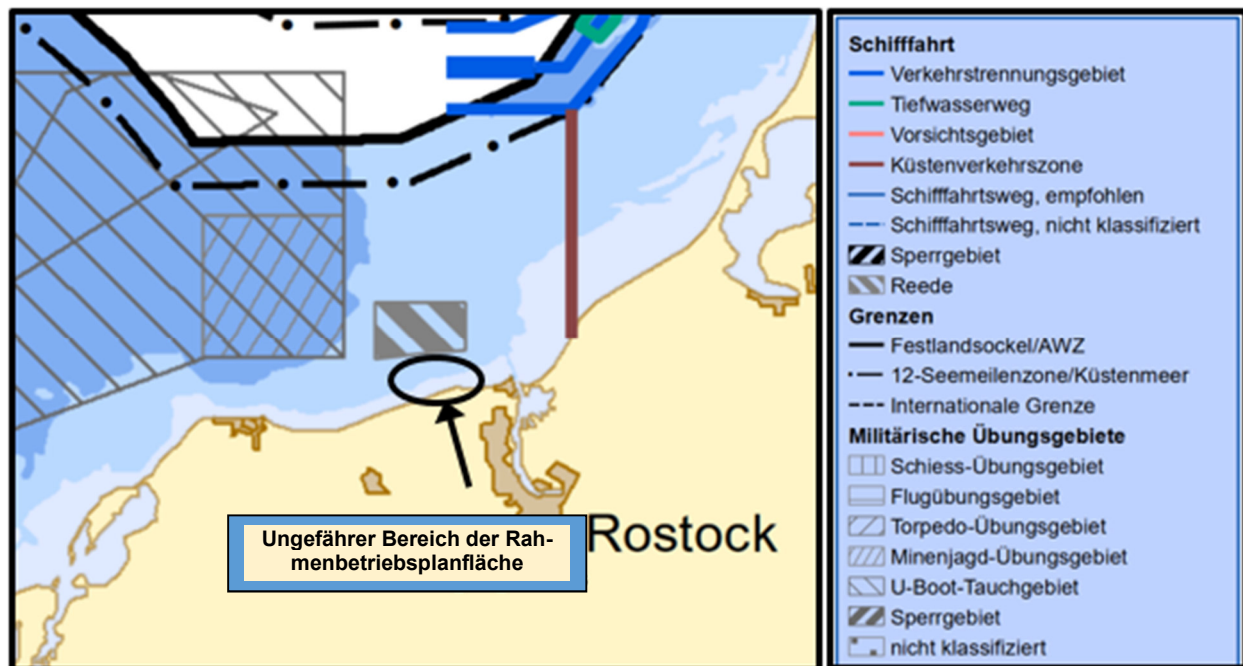 Ungefährer Bereich der Rah-
menbetriebsplanfläche
Rostock
Schifffahrt
Verkehrstrennungsgebiet
Tiefwasserweg
Vorsichtsgebiet
Küstenverkehrszone
Schifffahrtsweg, empfohlen
Schifffahrtsweg, nicht klassifiziert
Sperrgebiet
Reede
Grenzen
Festlandsockel/AWZ
12-Seemeilenzone/Küstenmeer
Internationale Grenze
Militärische Übungsgebiete
Schiess-Übungsgebiet
Flugübungsgebiet
Torpedo-Übungsgebiet
Minenjagd-Übungsgebiet
U-Boot-Tauchgebiet
Sperrgebiet
nicht klassifiziert